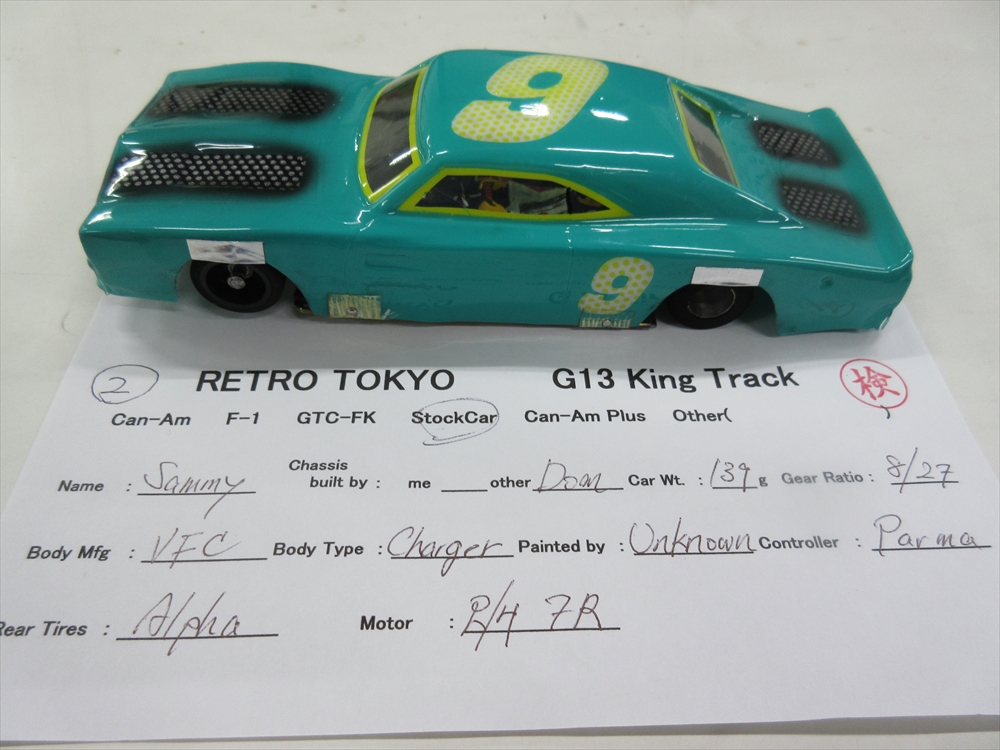 9
9
2 RETRO TOKYO G13 King Track 検
Can-Am F-1 GTC-FK StockCar Can-Am Plus Other( )
Name : Sammy Chassis built by : me ____ other Doan Car Wt. : 139 g Gear Ratio : 8/27
Body Mfg : VFC Body Type : Charger Painted by : Unknown Controller : Parma
Rear Tires : Alpha Motor : P/H 7R